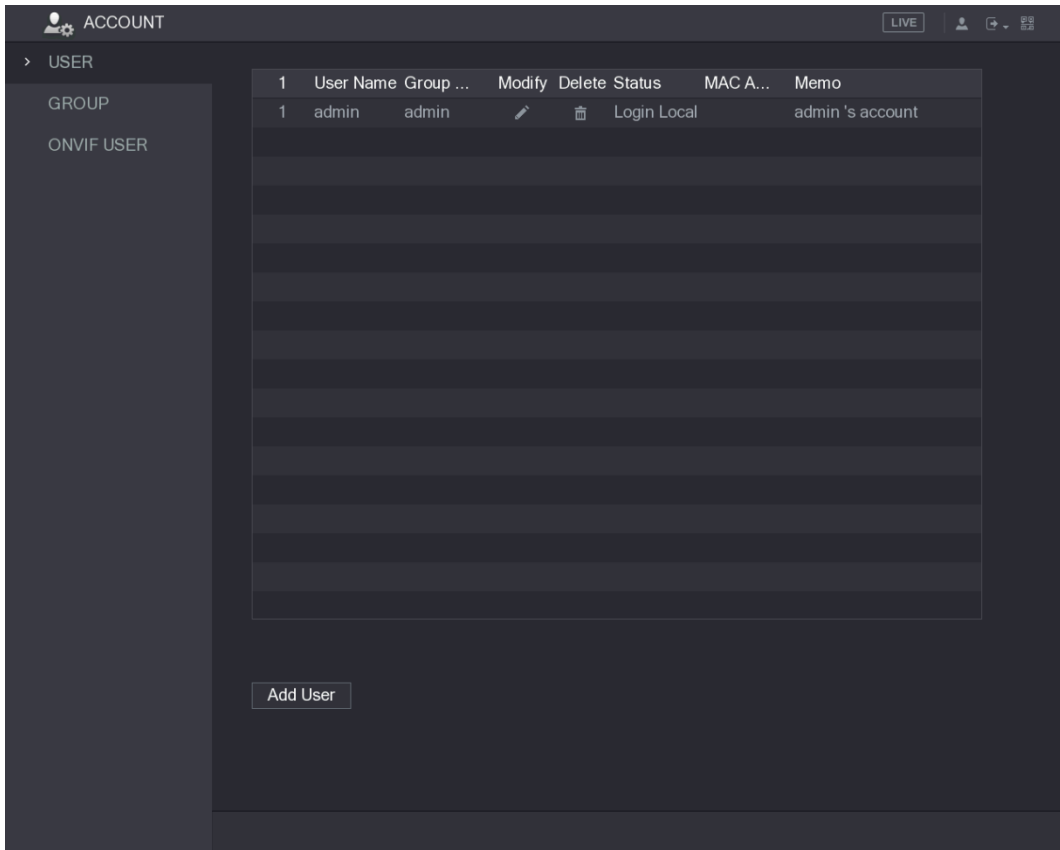 ACCOUNT LIVE
USER
GROUP
ONVIF USER
1 User Name Group ... Modify Delete Status MAC A... Memo
1 admin admin Login Local admin 's account
Add User